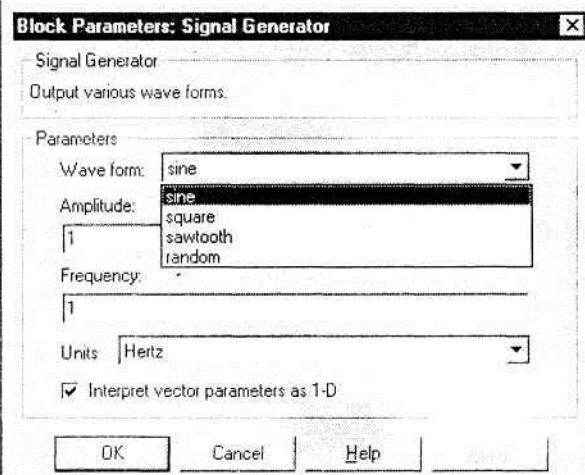 Block Parameters: Signal Generator
Signal Generator
Output various wave forms.
Parameters
Wave form: sine
sine
square
sawtooth
random
Amplitude:
1
Frequency:
1
Units Hertz
Interpret vector parameters as 1-D
OK Cancel Help